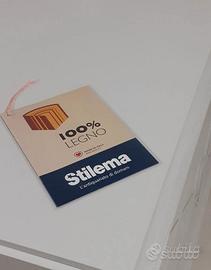 100%
LEGNO
Stilema
L'antiquariato di domani
subito